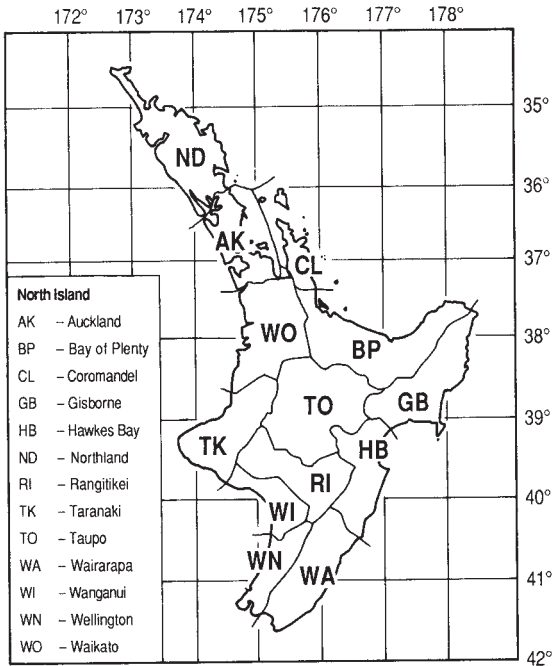 172° 173° 174° 175° 176° 177° 178°
35°
ND
36°
AK
37°
CL
North island
AK – Auckland
WO
38°
BP – Bay of Plenty
BP
CL – Coromandel
GB – Gisborne
TO
GB
39°
HB – Hawkes Bay
TK
HB
ND – Northland
RI – Rangitikei
RI
40°
TK – Taranaki
WI
TO – Taupo
WN
WA – Wairarapa
WA
41°
WI – Wanganui
WN – Wellington
WO – Waikato
42°